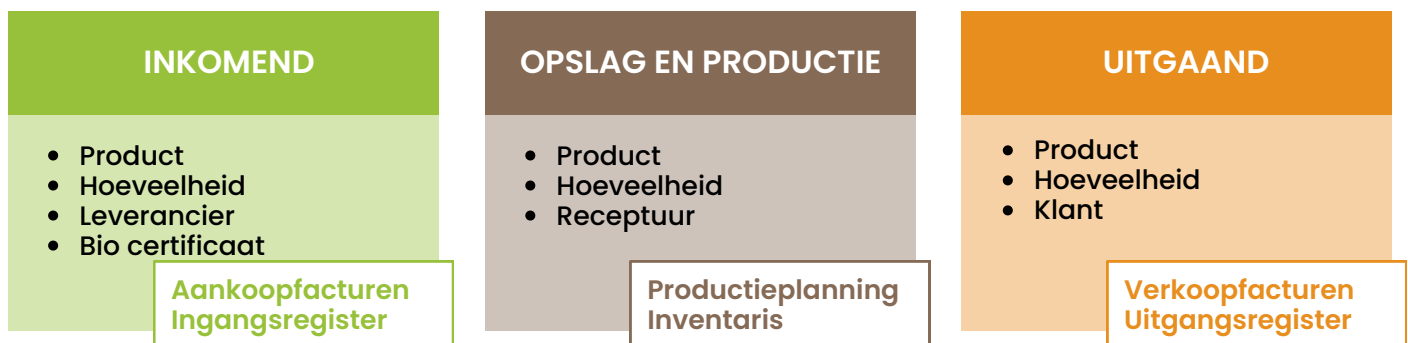 INKOMEND
• Product
• Hoeveelheid
• Leverancier
• Bio certificaat
Aankoopfacturen
Ingangsregister
OPSLAG EN PRODUCTIE
• Product
• Hoeveelheid
• Receptuur
Productieplanning
Inventaris
UITGAAND
• Product
• Hoeveelheid
• Klant
Verkoopfacturen
Uitgangsregister